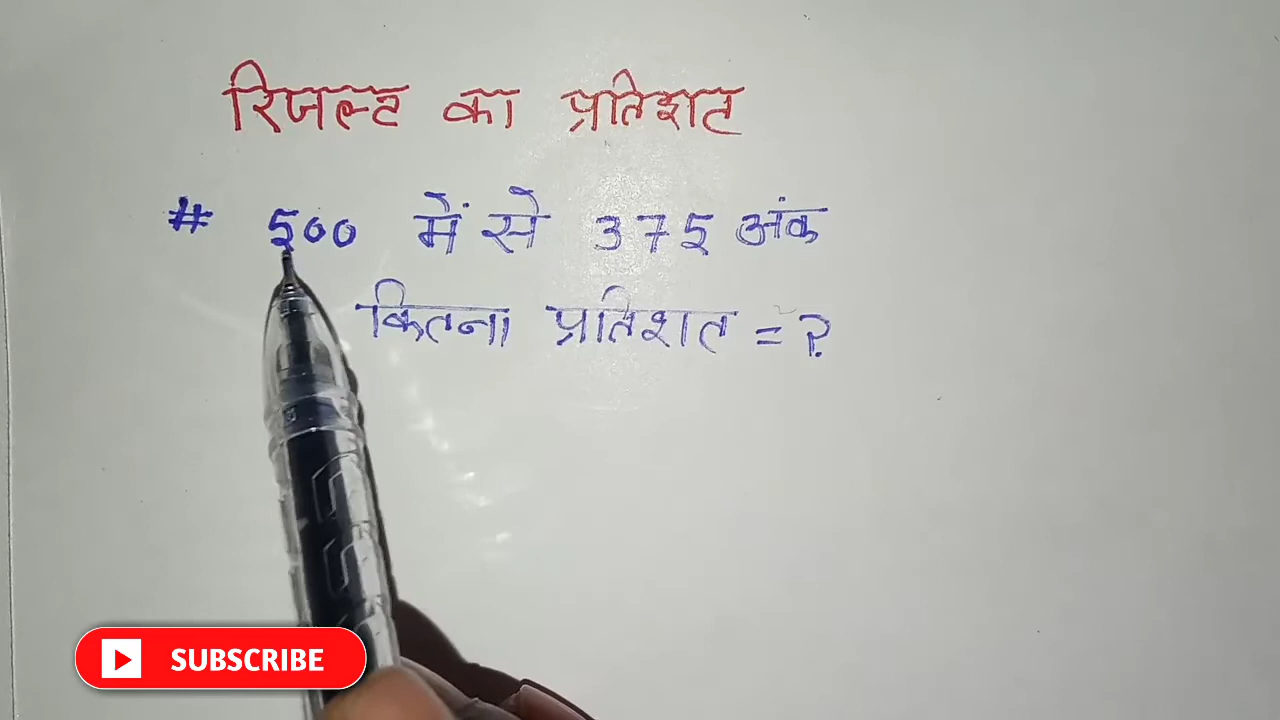 रिजल्ट का प्रतिशत
# 500 में से 375 अंक
कितना प्रतिशत = ?
SUBSCRIBE